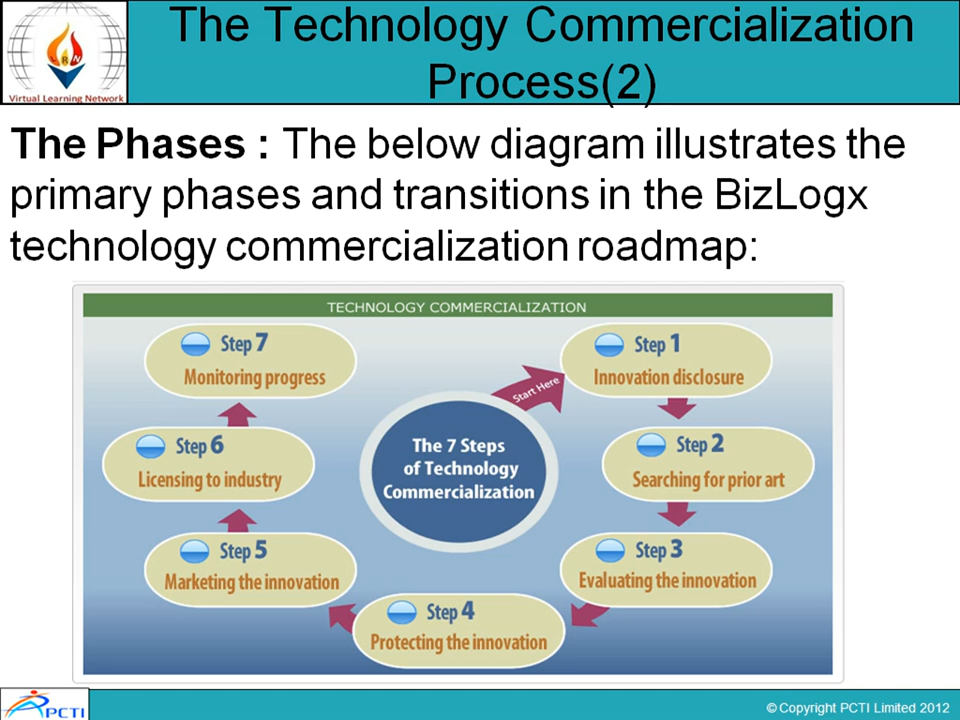 The Technology Commercialization
Process(2)
RN
Virtual Learning Network
The Phases : The below diagram illustrates the
primary phases and transitions in the BizLogx
technology commercialization roadmap:
TECHNOLOGY COMMERCIALIZATION
Start Here
Step 1
Innovation disclosure
Step 2
Searching for prior art
Step 3
Evaluating the innovation
Step 4
Protecting the innovation
Step 5
Marketing the innovation
Step 6
Licensing to industry
Step 7
Monitoring progress
The 7 Steps
of Technology
Commercialization
PCTI
© Copyright PCTI Limited 2012